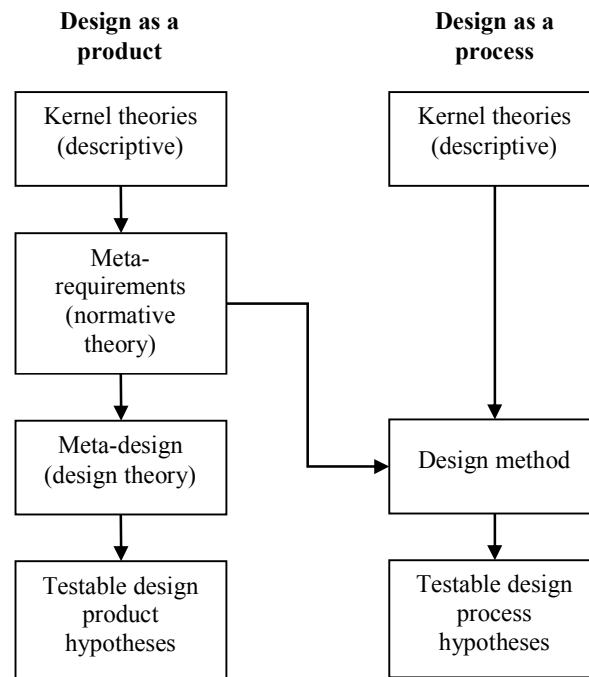 Design as a
product
Kernel theories
(descriptive)
Meta-
requirements
(normative
theory)
Meta-design
(design theory)
Testable design
product
hypotheses
Design as a
process
Kernel theories
(descriptive)
Design method
Testable design
process
hypotheses